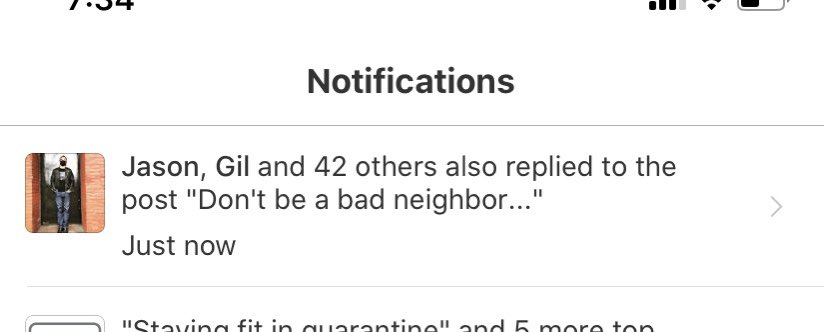 7:34
Notifications
Jason, Gil and 42 others also replied to the
post "Don't be a bad neighbor..."
Just now
"Staying fit in quarantine" and 5 more top